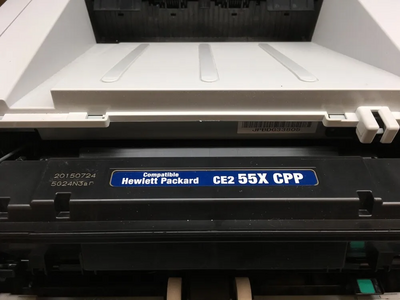 Compatible
Hewlett Packard CE2 55X CPP
20150724